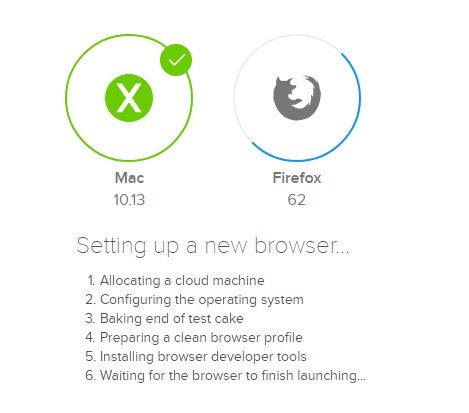 X
Mac
10.13
Firefox
62
Setting up a new browser...
1. Allocating a cloud machine
2. Configuring the operating system
3. Baking end of test cake
4. Preparing a clean browser profile
5. Installing browser developer tools
6. Waiting for the browser to finish launching...